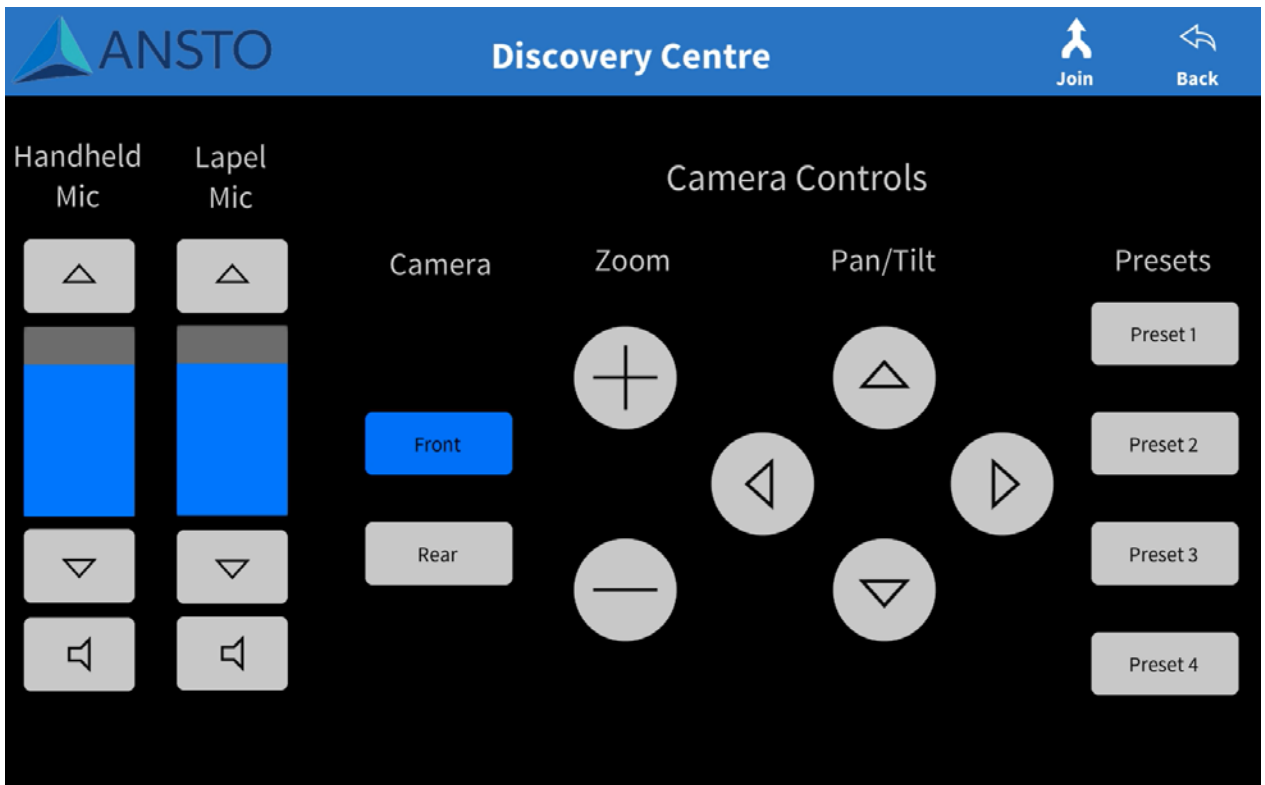 ANSTO
Discovery Centre
Join
Back
Handheld
Mic
Lapel
Mic
Camera Controls
Camera
Zoom
Pan/Tilt
Presets
Front
Rear
Preset 1
Preset 2
Preset 3
Preset 4